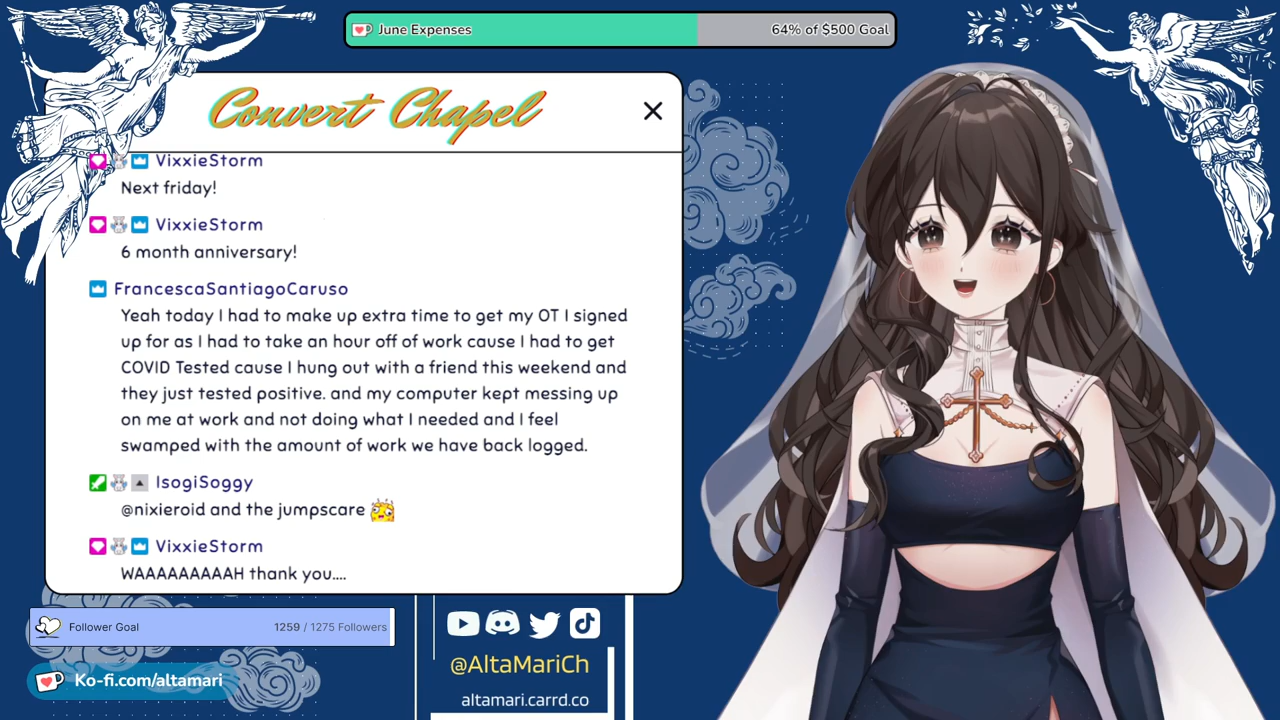 June Expenses
64% of $500 Goal
Convert Chapel
VixxieStorm
Next friday!
VixxieStorm
6 month anniversary!
FrancescaSantiagoCaruso
Yeah today I had to make up extra time to get my OT I signed
up for as I had to take an hour off of work cause I had to get
COVID Tested cause I hung out with a friend this weekend and
they just tested positive. and my computer kept messing up
on me at work and not doing what I needed and I feel
swamped with the amount of work we have back logged.
IsogiSoggy
@nixieroid and the jumpscare
VixxieStorm
WAAAAAAAAAH thank you....
Follower Goal
1259 / 1275 Followers
Ko-fi.com/altamari
@AltaMariCh
altamari.carrd.co